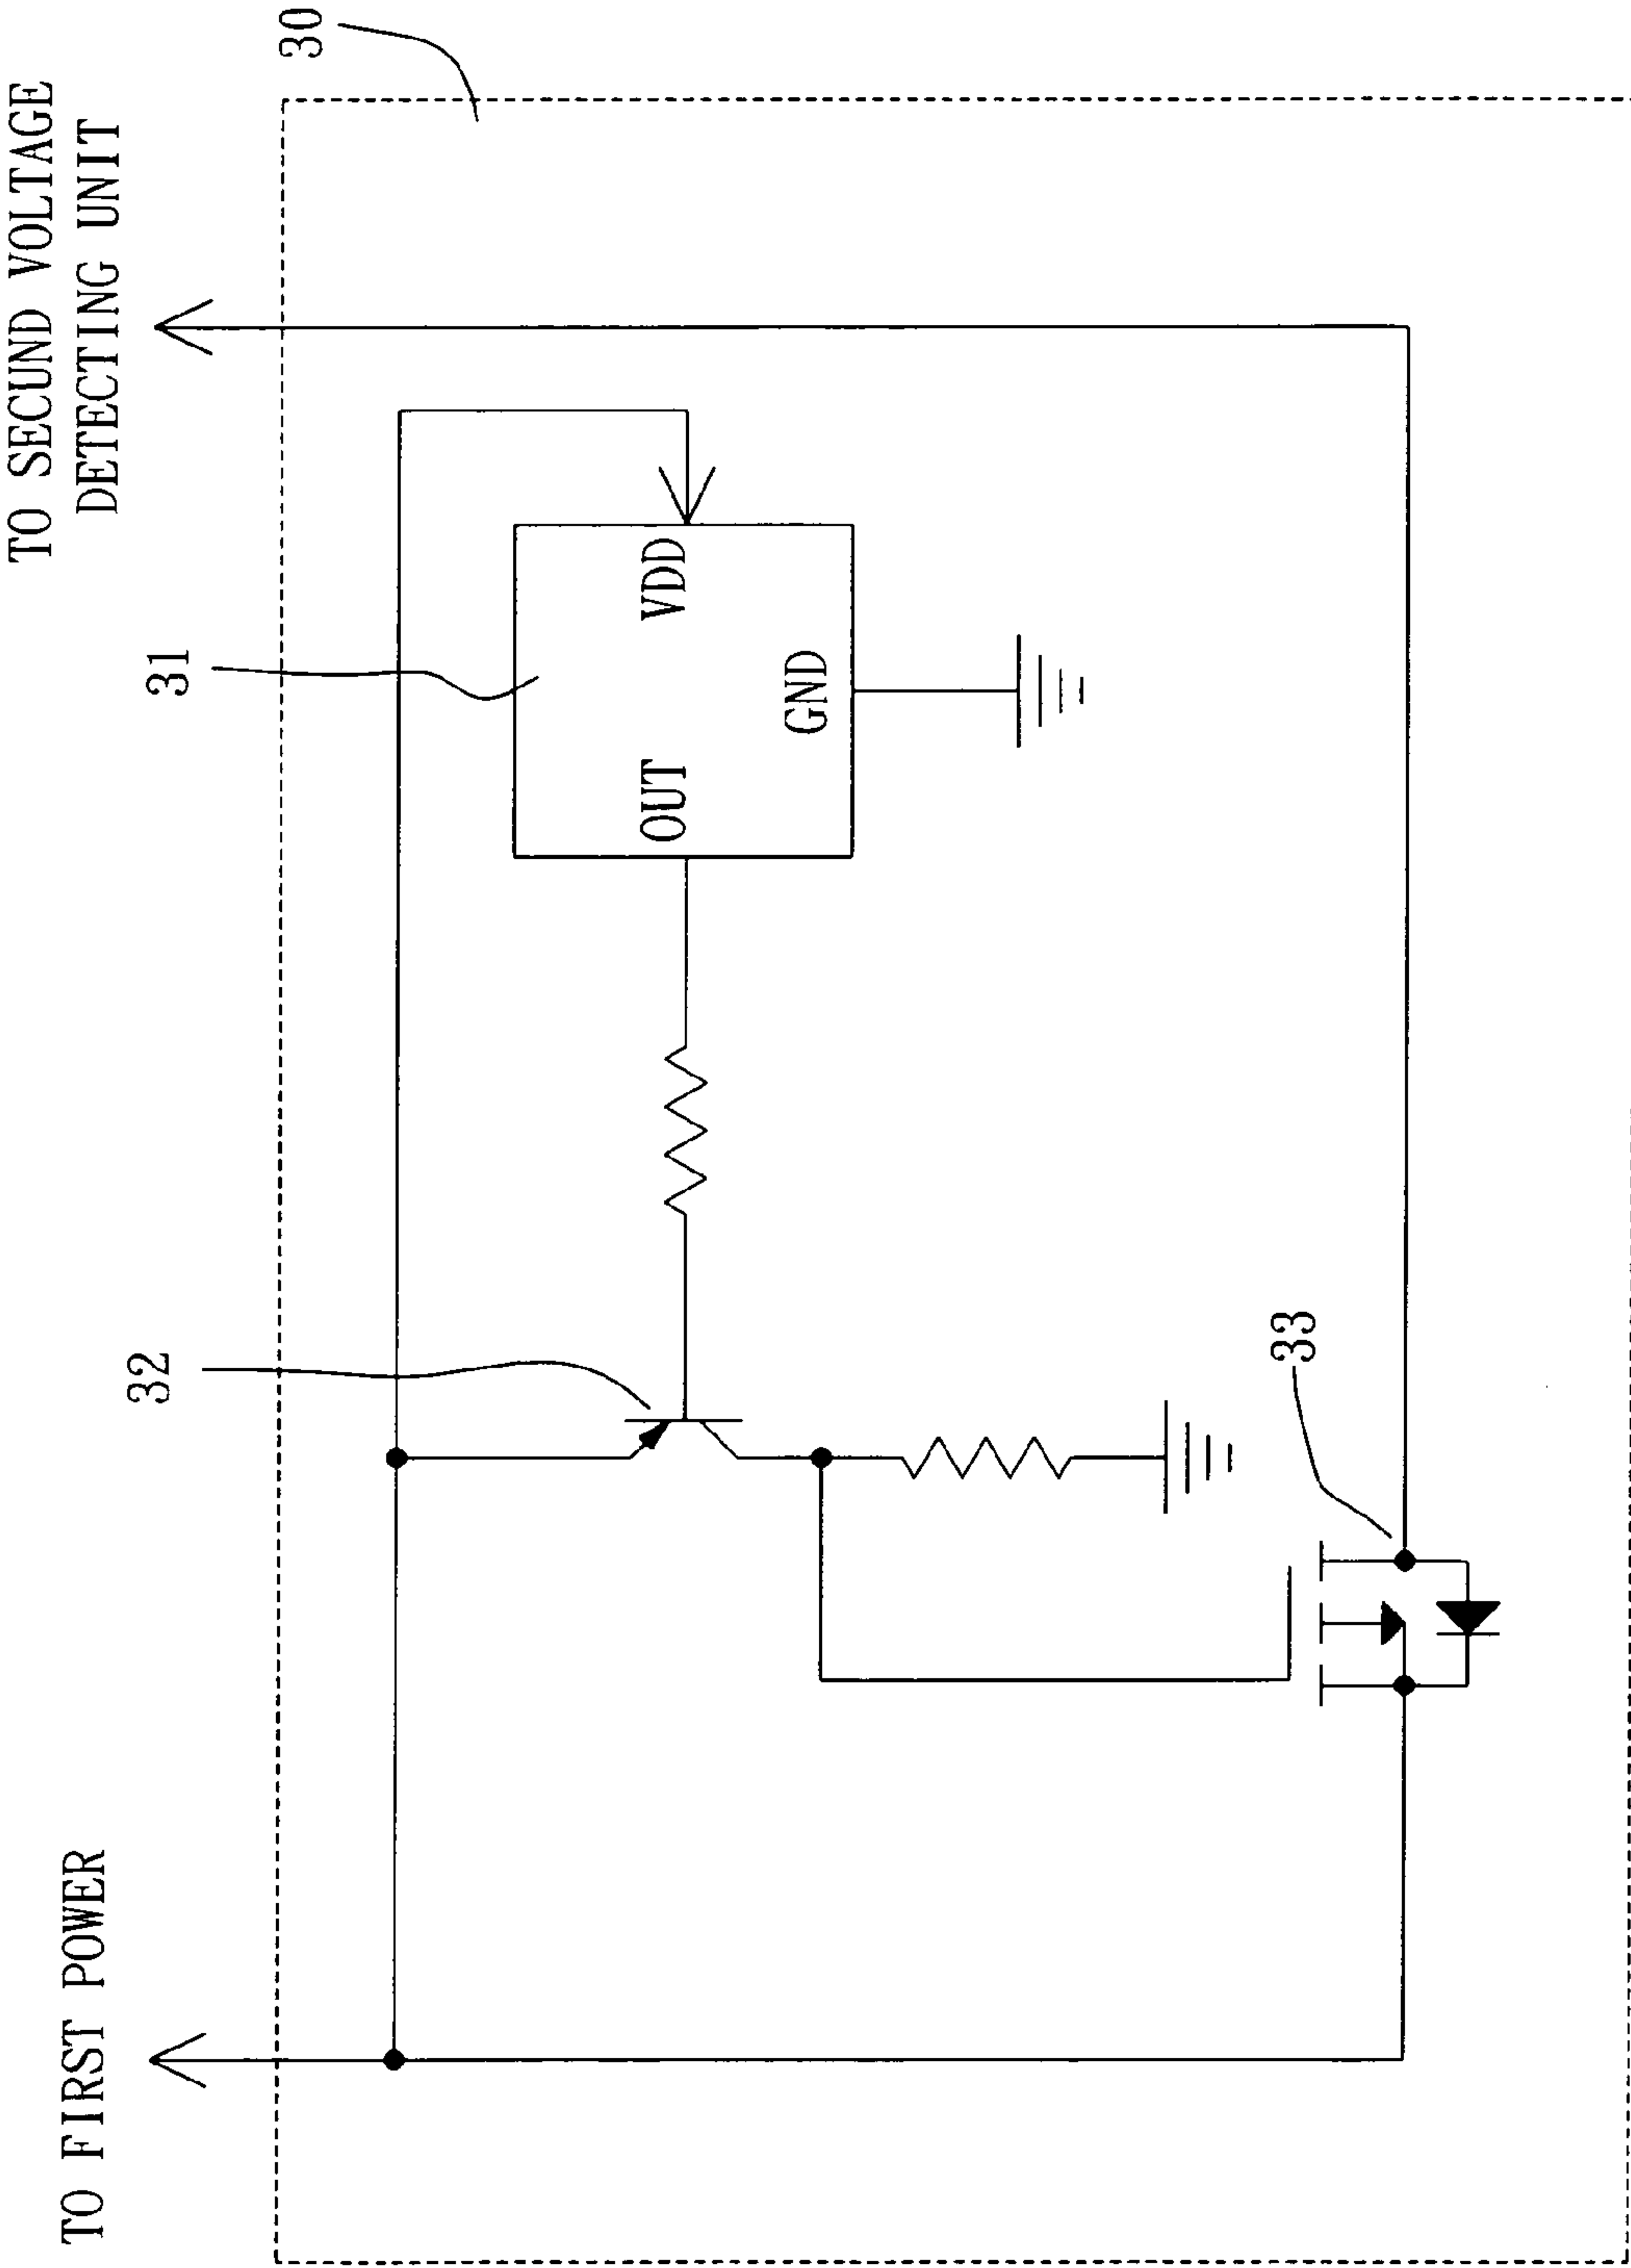 TO SECUND VOLTAGE
DETECTING UNIT
30
31
VDD
OUT
GND
32
33
TO FIRST POWER